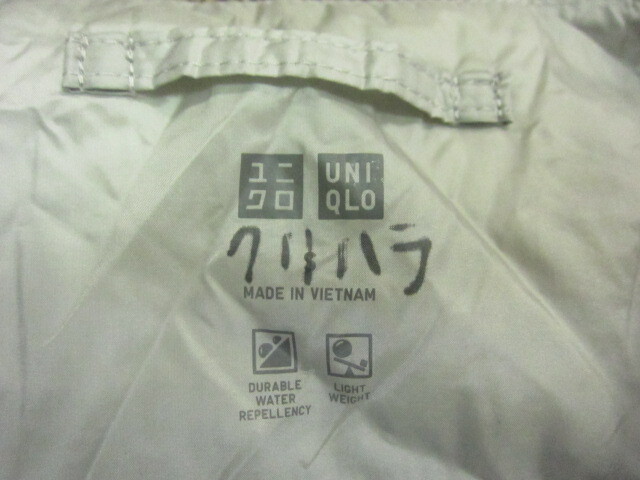 ユニ UNI
クロ QLO
クリハラ
MADE IN VIETNAM
DURABLE WATER REPELLENCY
LIGHT WEIGHT